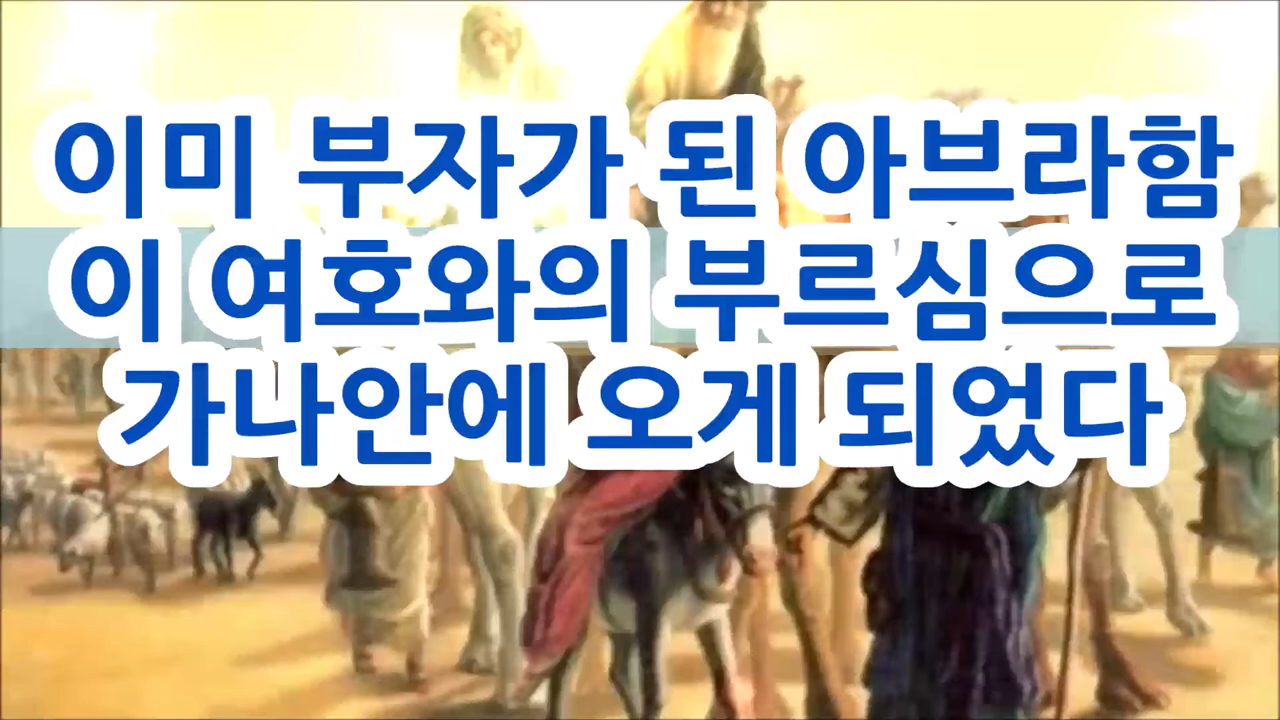 이미 부자가 된 아브라함
이 여호와의 부르심으로
가나안에 오게 되었다